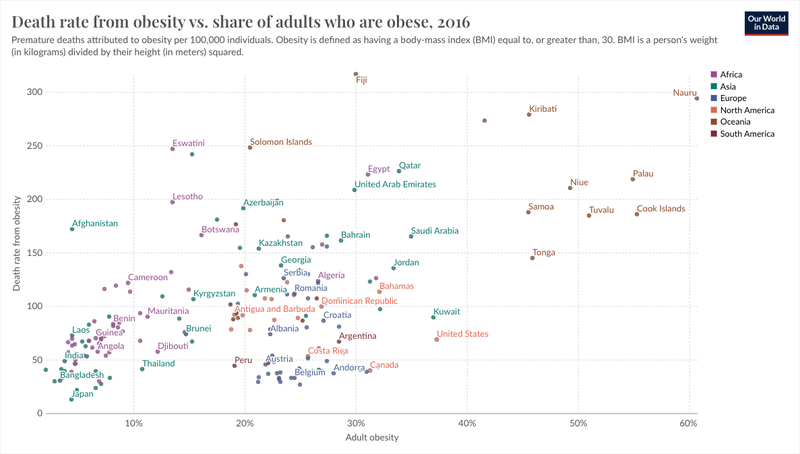 Death rate from obesity vs. share of adults who are obese, 2016
Our World
in Data
Premature deaths attributed to obesity per 100,000 individuals. Obesity is defined as having a body-mass index (BMI) equal to, or greater than, 30. BMI is a person's weight
(in kilograms) divided by their height (in meters) squared.
Africa
Asia
Europe
North America
Oceania
South America
Death rate from obesity
300
250
200
150
100
50
0
Fiji
Nauru
Kiribati
Eswatini
Solomon Islands
Egypt
Qatar
Palau
United Arab Emirates
Niue
Lesotho
Azerbaijan
Samoa
Tuvalu
Cook Islands
Afghanistan
Botswana
Kazakhstan
Bahrain
Saudi Arabia
Tonga
Georgia
Jordan
Cameroon
Serbia
Algeria
Kyrgyzstan
Armenia
Romania
Bahamas
Dominican Republic
Mauritania
Antigua and Barbuda
Benin
Croatia
Kuwait
Laos
Guinea
Brunei
Albania
Argentina
United States
Angola
Djibouti
Costa Rica
India
Thailand
Peru
Austria
Andorra
Canada
Bangladesh
Belgium
Japan
10%
20%
30%
40%
50%
60%
Adult obesity